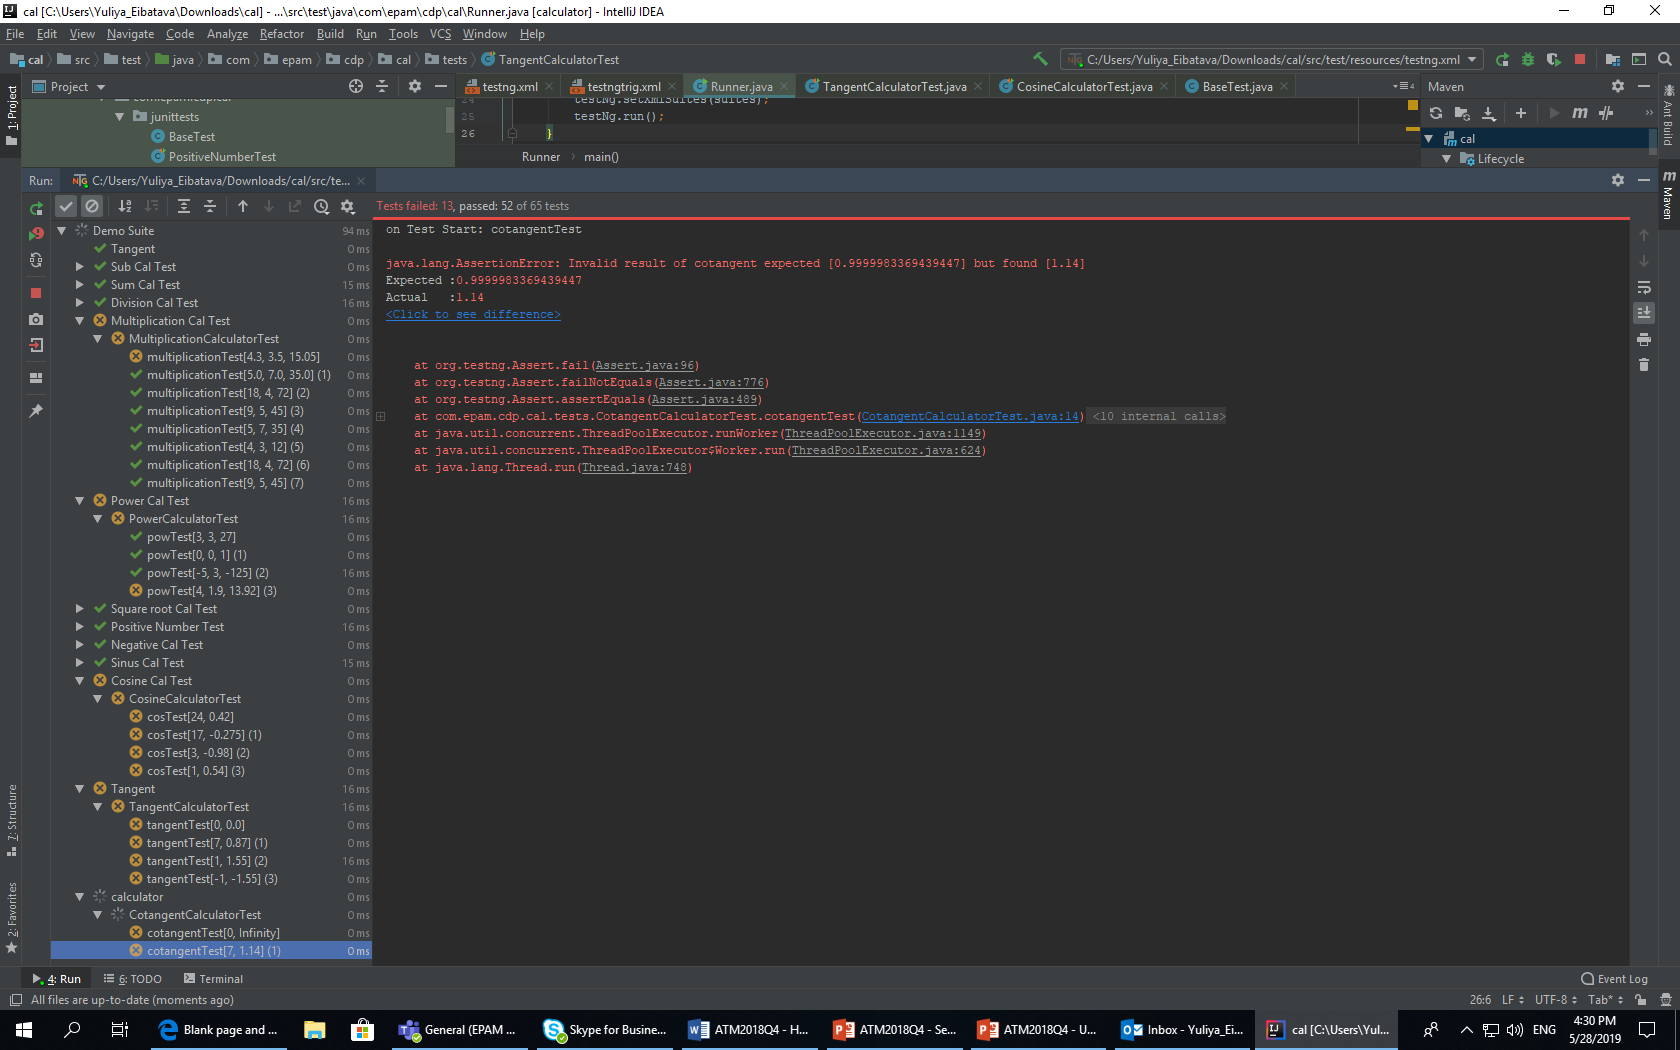 cal [C:\Users\Yuliya_Eibatava\Downloads\cal] - ...\src\test\java\com\epam\cdp\cal\Runner.java [calculator] - IntelliJ IDEA
File Edit View Navigate Code Analyze Refactor Build Run Tools VCS Window Help
cal src test java com epam cdp cal tests TangentCalculatorTest C:/Users/Yuliya_Eibatava/Downloads/cal/src/test/resources/testng.xml
Project testng.xml testngtrig.xml Runner.java TangentCalculatorTest.java CosineCalculatorTest.java BaseTest.java Maven
1: Project
Ant Build
Maven
junittests
BaseTest
PositiveNumberTest
24 testNg.setXmlSuites(suites);
25 testNg.run();
26 }
Runner main()
cal
Lifecycle
Run: C:/Users/Yuliya_Eibatava/Downloads/cal/src/te...
Tests failed: 13, passed: 52 of 65 tests
Demo Suite 94 ms
Tangent 0 ms
Sub Cal Test 0 ms
Sum Cal Test 15 ms
Division Cal Test 16 ms
Multiplication Cal Test 0 ms
MultiplicationCalculatorTest 0 ms
multiplicationTest[4.3, 3.5, 15.05] 0 ms
multiplicationTest[5.0, 7.0, 35.0] (1) 0 ms
multiplicationTest[18, 4, 72] (2) 0 ms
multiplicationTest[9, 5, 45] (3) 0 ms
multiplicationTest[5, 7, 35] (4) 0 ms
multiplicationTest[4, 3, 12] (5) 0 ms
multiplicationTest[18, 4, 72] (6) 0 ms
multiplicationTest[9, 5, 45] (7) 0 ms
Power Cal Test 16 ms
PowerCalculatorTest 16 ms
powTest[3, 3, 27] 0 ms
powTest[0, 0, 1] (1) 0 ms
powTest[-5, 3, -125] (2) 16 ms
powTest[4, 1.9, 13.92] (3) 0 ms
Square root Cal Test 0 ms
Positive Number Test 16 ms
Negative Cal Test 0 ms
Sinus Cal Test 15 ms
Cosine Cal Test 0 ms
CosineCalculatorTest 0 ms
cosTest[24, 0.42] 0 ms
cosTest[17, -0.275] (1) 0 ms
cosTest[3, -0.98] (2) 0 ms
cosTest[1, 0.54] (3) 0 ms
Tangent 16 ms
TangentCalculatorTest 16 ms
tangentTest[0, 0.0] 0 ms
tangentTest[7, 0.87] (1) 0 ms
tangentTest[1, 1.55] (2) 16 ms
tangentTest[-1, -1.55] (3) 0 ms
calculator 0 ms
CotangentCalculatorTest 0 ms
cotangentTest[0, Infinity] 0 ms
cotangentTest[7, 1.14] (1) 0 ms
on Test Start: cotangentTest
java.lang.AssertionError: Invalid result of cotangent expected [0.9999983369439447] but found [1.14]
Expected :0.9999983369439447
Actual :1.14
<Click to see difference>
at org.testng.Assert.fail(Assert.java:96)
at org.testng.Assert.failNotEquals(Assert.java:776)
at org.testng.Assert.assertEquals(Assert.java:489)
at com.epam.cdp.cal.tests.CotangentCalculatorTest.cotangentTest(CotangentCalculatorTest.java:14) <10 internal calls>
at java.util.concurrent.ThreadPoolExecutor.runWorker(ThreadPoolExecutor.java:1149)
at java.util.concurrent.ThreadPoolExecutor$Worker.run(ThreadPoolExecutor.java:624)
at java.lang.Thread.run(Thread.java:748)
7: Structure
2: Favorites
4: Run 6: TODO Terminal Event Log
All files are up-to-date (moments ago) 26:6 LF UTF-8 Tab*
Blank page and ... General (EPAM ... Skype for Busine... ATM2018Q4 - H... ATM2018Q4 - Se... ATM2018Q4 - U... Inbox - Yuliya_Ei... cal [C:\Users\Yul... ENG 4:30 PM
5/28/2019